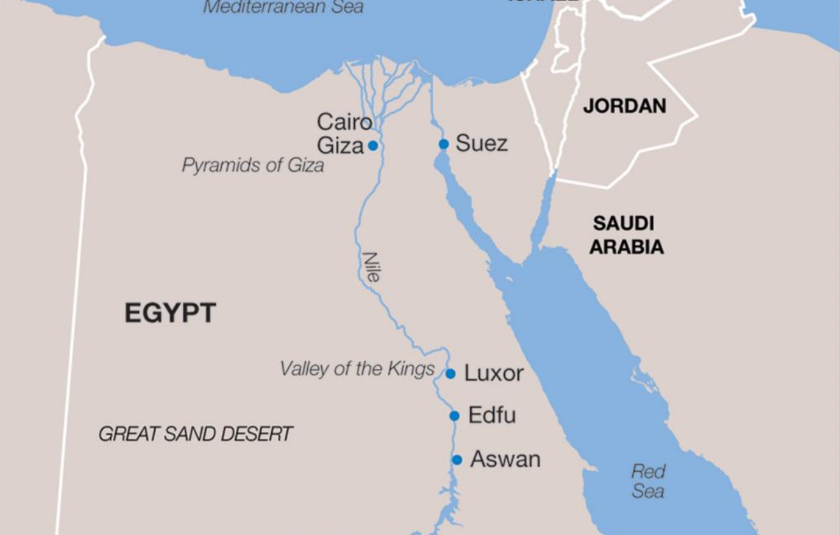 Mediterranean Sea
ISRAEL
JORDAN
Cairo
Giza
Suez
Pyramids of Giza
SAUDI
ARABIA
Nile
EGYPT
Valley of the Kings
Luxor
Edfu
GREAT SAND DESERT
Aswan
Red
Sea